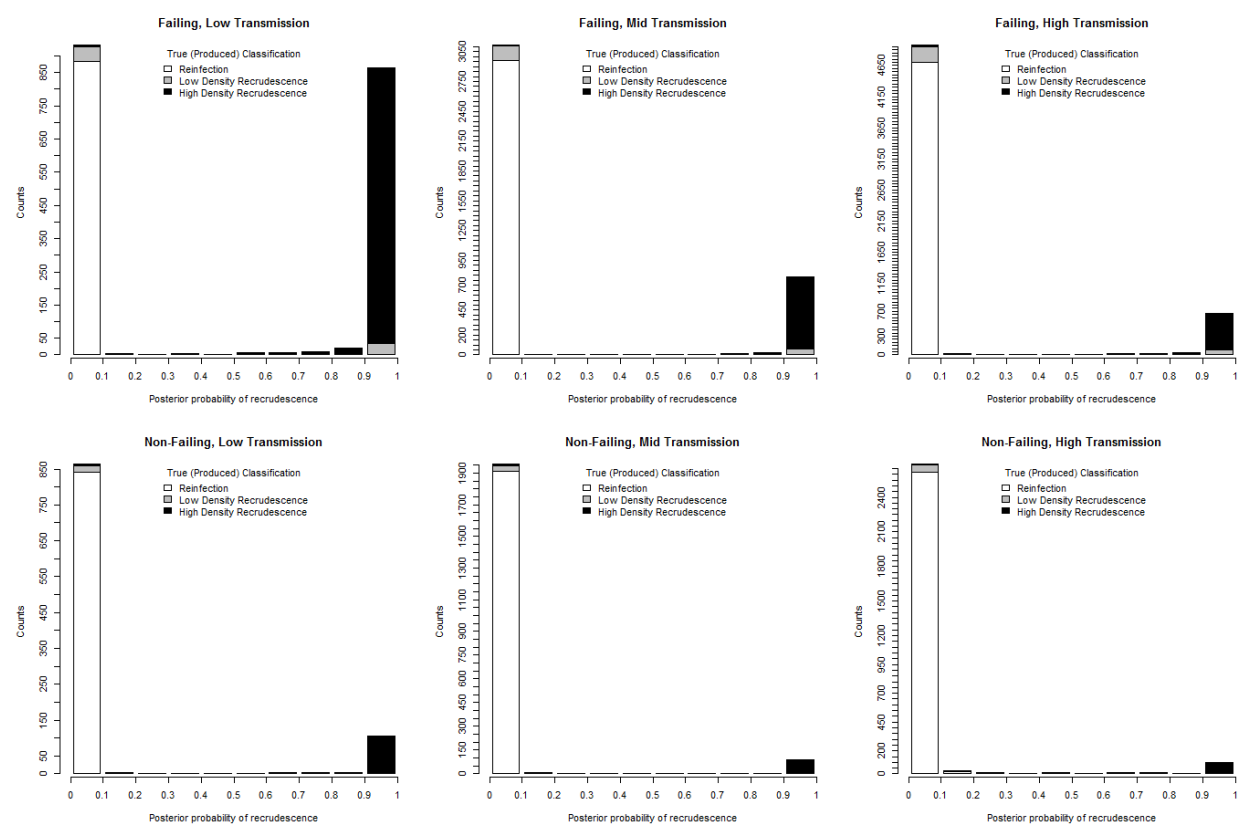 Failing, Low Transmission
True (Produced) Classification
Reinfection
Low Density Recrudescence
High Density Recrudescence
Counts
0 50 150 250 350 450 550 650 750 850
0 0.1 0.2 0.3 0.4 0.5 0.6 0.7 0.8 0.9 1
Posterior probability of recrudescence
Failing, Mid Transmission
True (Produced) Classification
Reinfection
Low Density Recrudescence
High Density Recrudescence
Counts
0 200 450 700 950 1250 1550 1850 2150 2450 2750 3050
0 0.1 0.2 0.3 0.4 0.5 0.6 0.7 0.8 0.9 1
Posterior probability of recrudescence
Failing, High Transmission
True (Produced) Classification
Reinfection
Low Density Recrudescence
High Density Recrudescence
Counts
0 300 700 1150 1650 2150 2650 3150 3650 4150 4650
0 0.1 0.2 0.3 0.4 0.5 0.6 0.7 0.8 0.9 1
Posterior probability of recrudescence
Non-Failing, Low Transmission
True (Produced) Classification
Reinfection
Low Density Recrudescence
High Density Recrudescence
Counts
0 50 150 250 350 450 550 650 750 850
0 0.1 0.2 0.3 0.4 0.5 0.6 0.7 0.8 0.9 1
Posterior probability of recrudescence
Non-Failing, Mid Transmission
True (Produced) Classification
Reinfection
Low Density Recrudescence
High Density Recrudescence
Counts
0 150 300 450 600 750 900 1100 1300 1500 1700 1900
0 0.1 0.2 0.3 0.4 0.5 0.6 0.7 0.8 0.9 1
Posterior probability of recrudescence
Non-Failing, High Transmission
True (Produced) Classification
Reinfection
Low Density Recrudescence
High Density Recrudescence
Counts
0 200 450 700 950 1200 1500 1800 2100 2400
0 0.1 0.2 0.3 0.4 0.5 0.6 0.7 0.8 0.9 1
Posterior probability of recrudescence